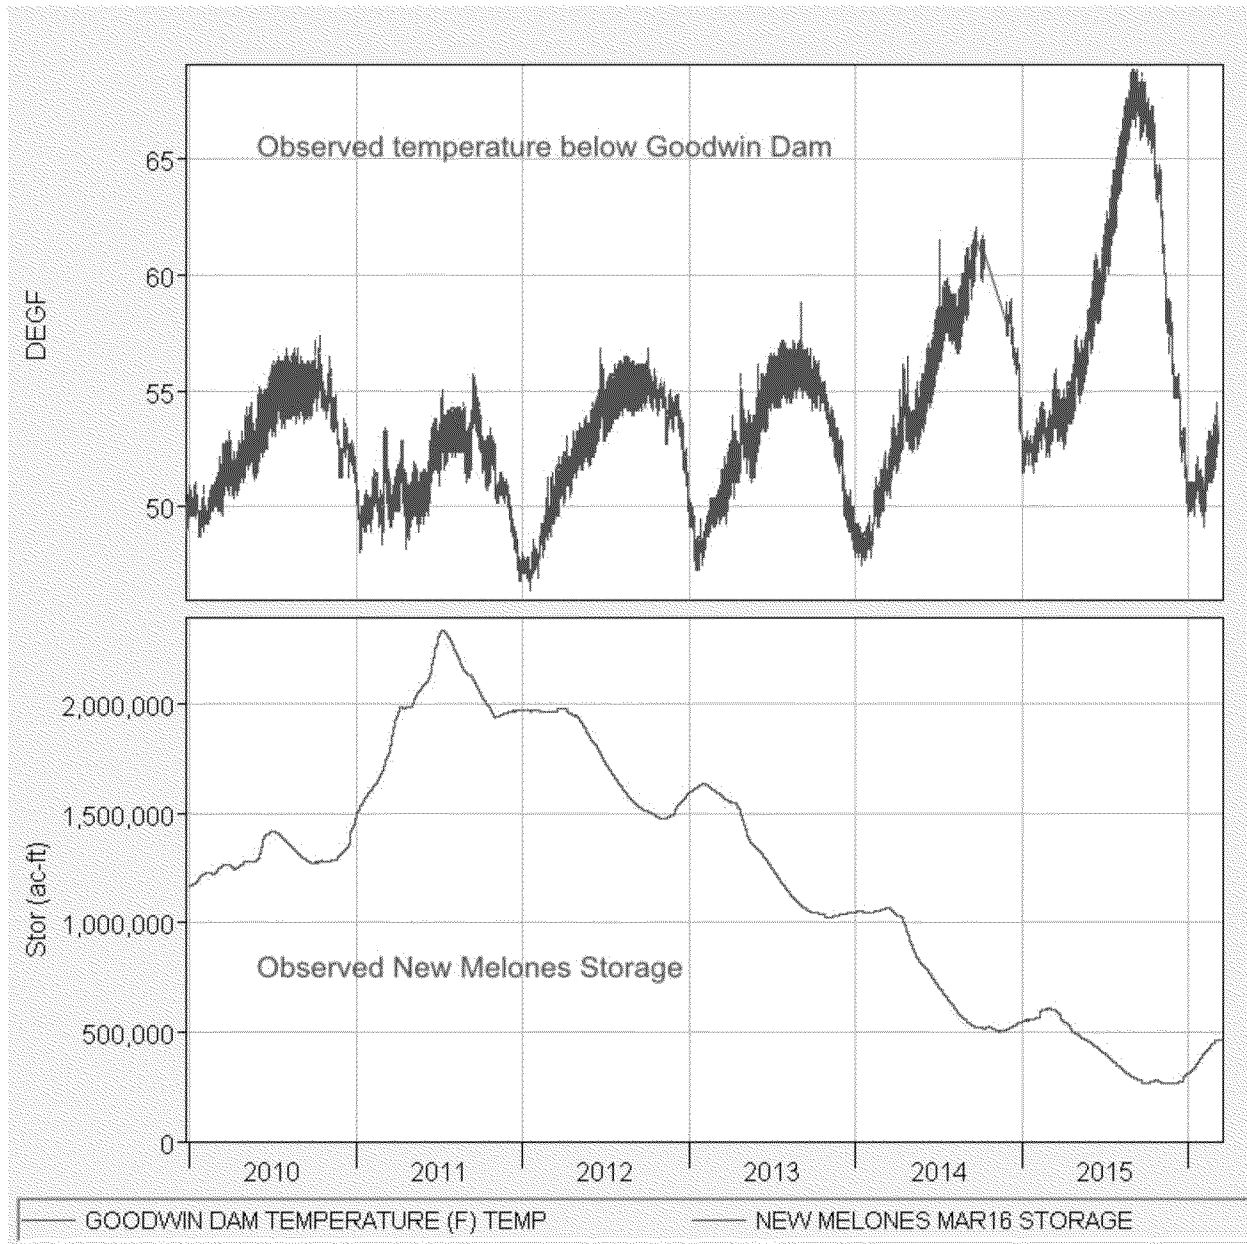 Observed temperature below Goodwin Dam
DEGF
65
60
55
50
Observed New Melones Storage
Stor (ac-ft)
2,000,000
1,500,000
1,000,000
500,000
0
2010 2011 2012 2013 2014 2015
GOODWIN DAM TEMPERATURE (F) TEMP NEW MELONES MAR16 STORAGE